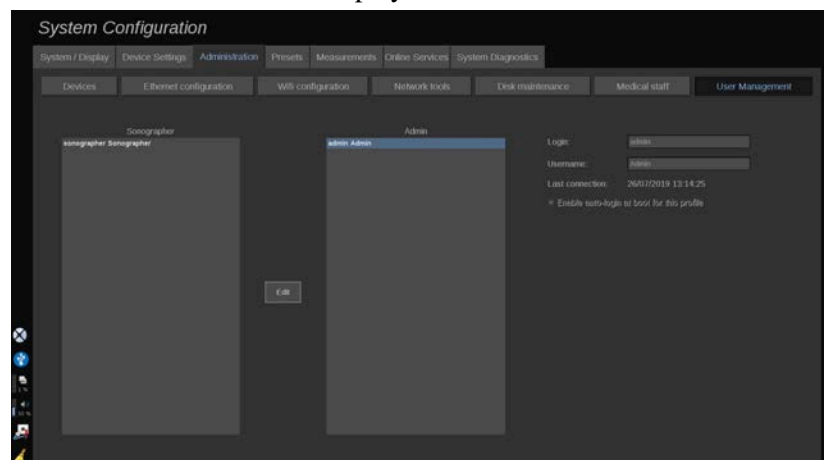 System Configuration
System / Display Device Settings Administration Presets Measurements Online Services System Diagnostics
Devices Ethernet configuration Wifi configuration Network tools Disk maintenance Medical staff User Management
Sonographer Admin
sonographer Sonographer
admin Admin
Login: admin
Username: Admin
Last connection: 26/07/2019 13:14:25
Enable auto-login at boot for this profile
Edit